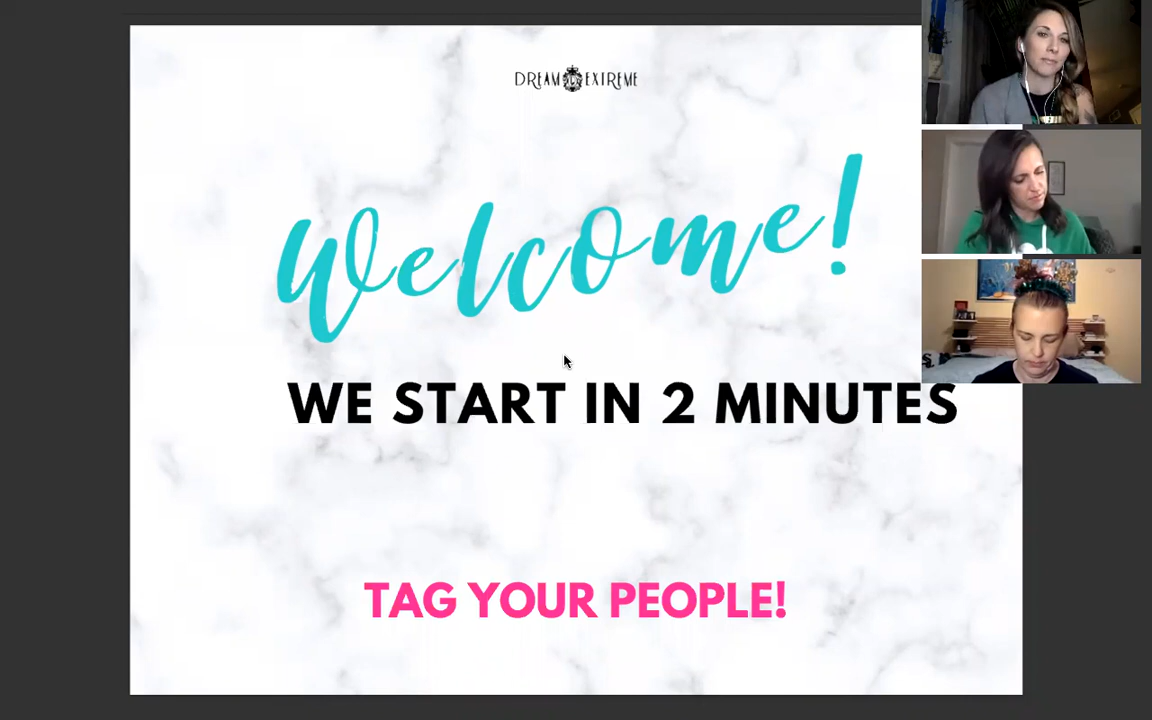 DREAM EXTREME
Welcome!
WE START IN 2 MINUTES
TAG YOUR PEOPLE!